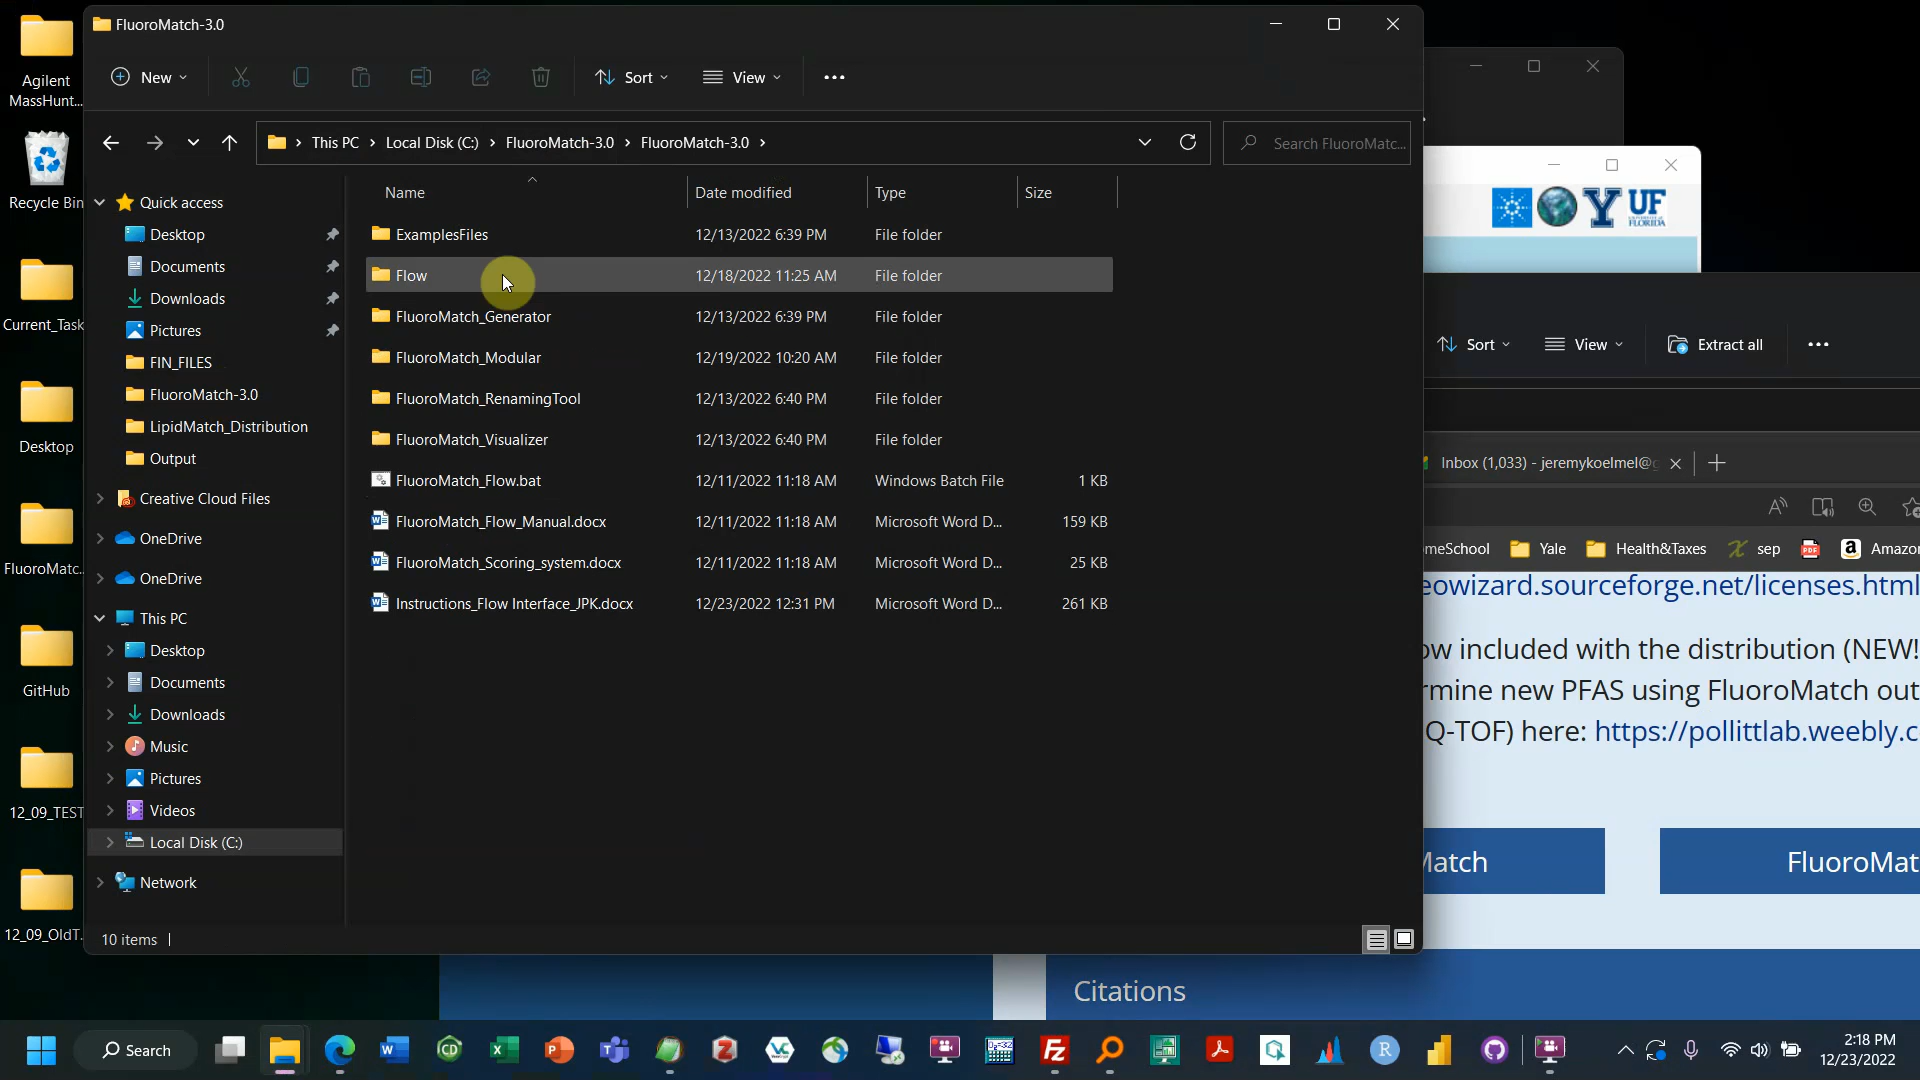 Agilent
MassHunt...
Recycle Bin
Current_Task
Desktop
FluoroMatc...
GitHub
12_09_TEST
12_09_OldT...
FluoroMatch-3.0
New
Sort
View
This PC > Local Disk (C:) > FluoroMatch-3.0 > FluoroMatch-3.0 >
Search FluoroMatc...
Quick access
Desktop
Documents
Downloads
Pictures
FIN_FILES
FluoroMatch-3.0
LipidMatch_Distribution
Output
Creative Cloud Files
OneDrive
OneDrive
This PC
Desktop
Documents
Downloads
Music
Pictures
Videos
Local Disk (C:)
Network
Name Date modified Type Size
ExamplesFiles 12/13/2022 6:39 PM File folder
Flow 12/18/2022 11:25 AM File folder
FluoroMatch_Generator 12/13/2022 6:39 PM File folder
FluoroMatch_Modular 12/19/2022 10:20 AM File folder
FluoroMatch_RenamingTool 12/13/2022 6:40 PM File folder
FluoroMatch_Visualizer 12/13/2022 6:40 PM File folder
FluoroMatch_Flow.bat 12/11/2022 11:18 AM Windows Batch File 1 KB
FluoroMatch_Flow_Manual.docx 12/11/2022 11:18 AM Microsoft Word D... 159 KB
FluoroMatch_Scoring_system.docx 12/11/2022 11:18 AM Microsoft Word D... 25 KB
Instructions_Flow Interface_JPK.docx 12/23/2022 12:31 PM Microsoft Word D... 261 KB
10 items
UF
FLORIDA
Sort View Extract all
Inbox (1,033) - jeremykoelmel@g
meSchool Yale Health&Taxes sep Amazo
eowizard.sourceforge.net/licenses.html
ow included with the distribution (NEW!
rmine new PFAS using FluoroMatch out
Q-TOF) here: https://pollittlab.weebly.c
Match
FluoroMat
Citations
Search
2:18 PM
12/23/2022